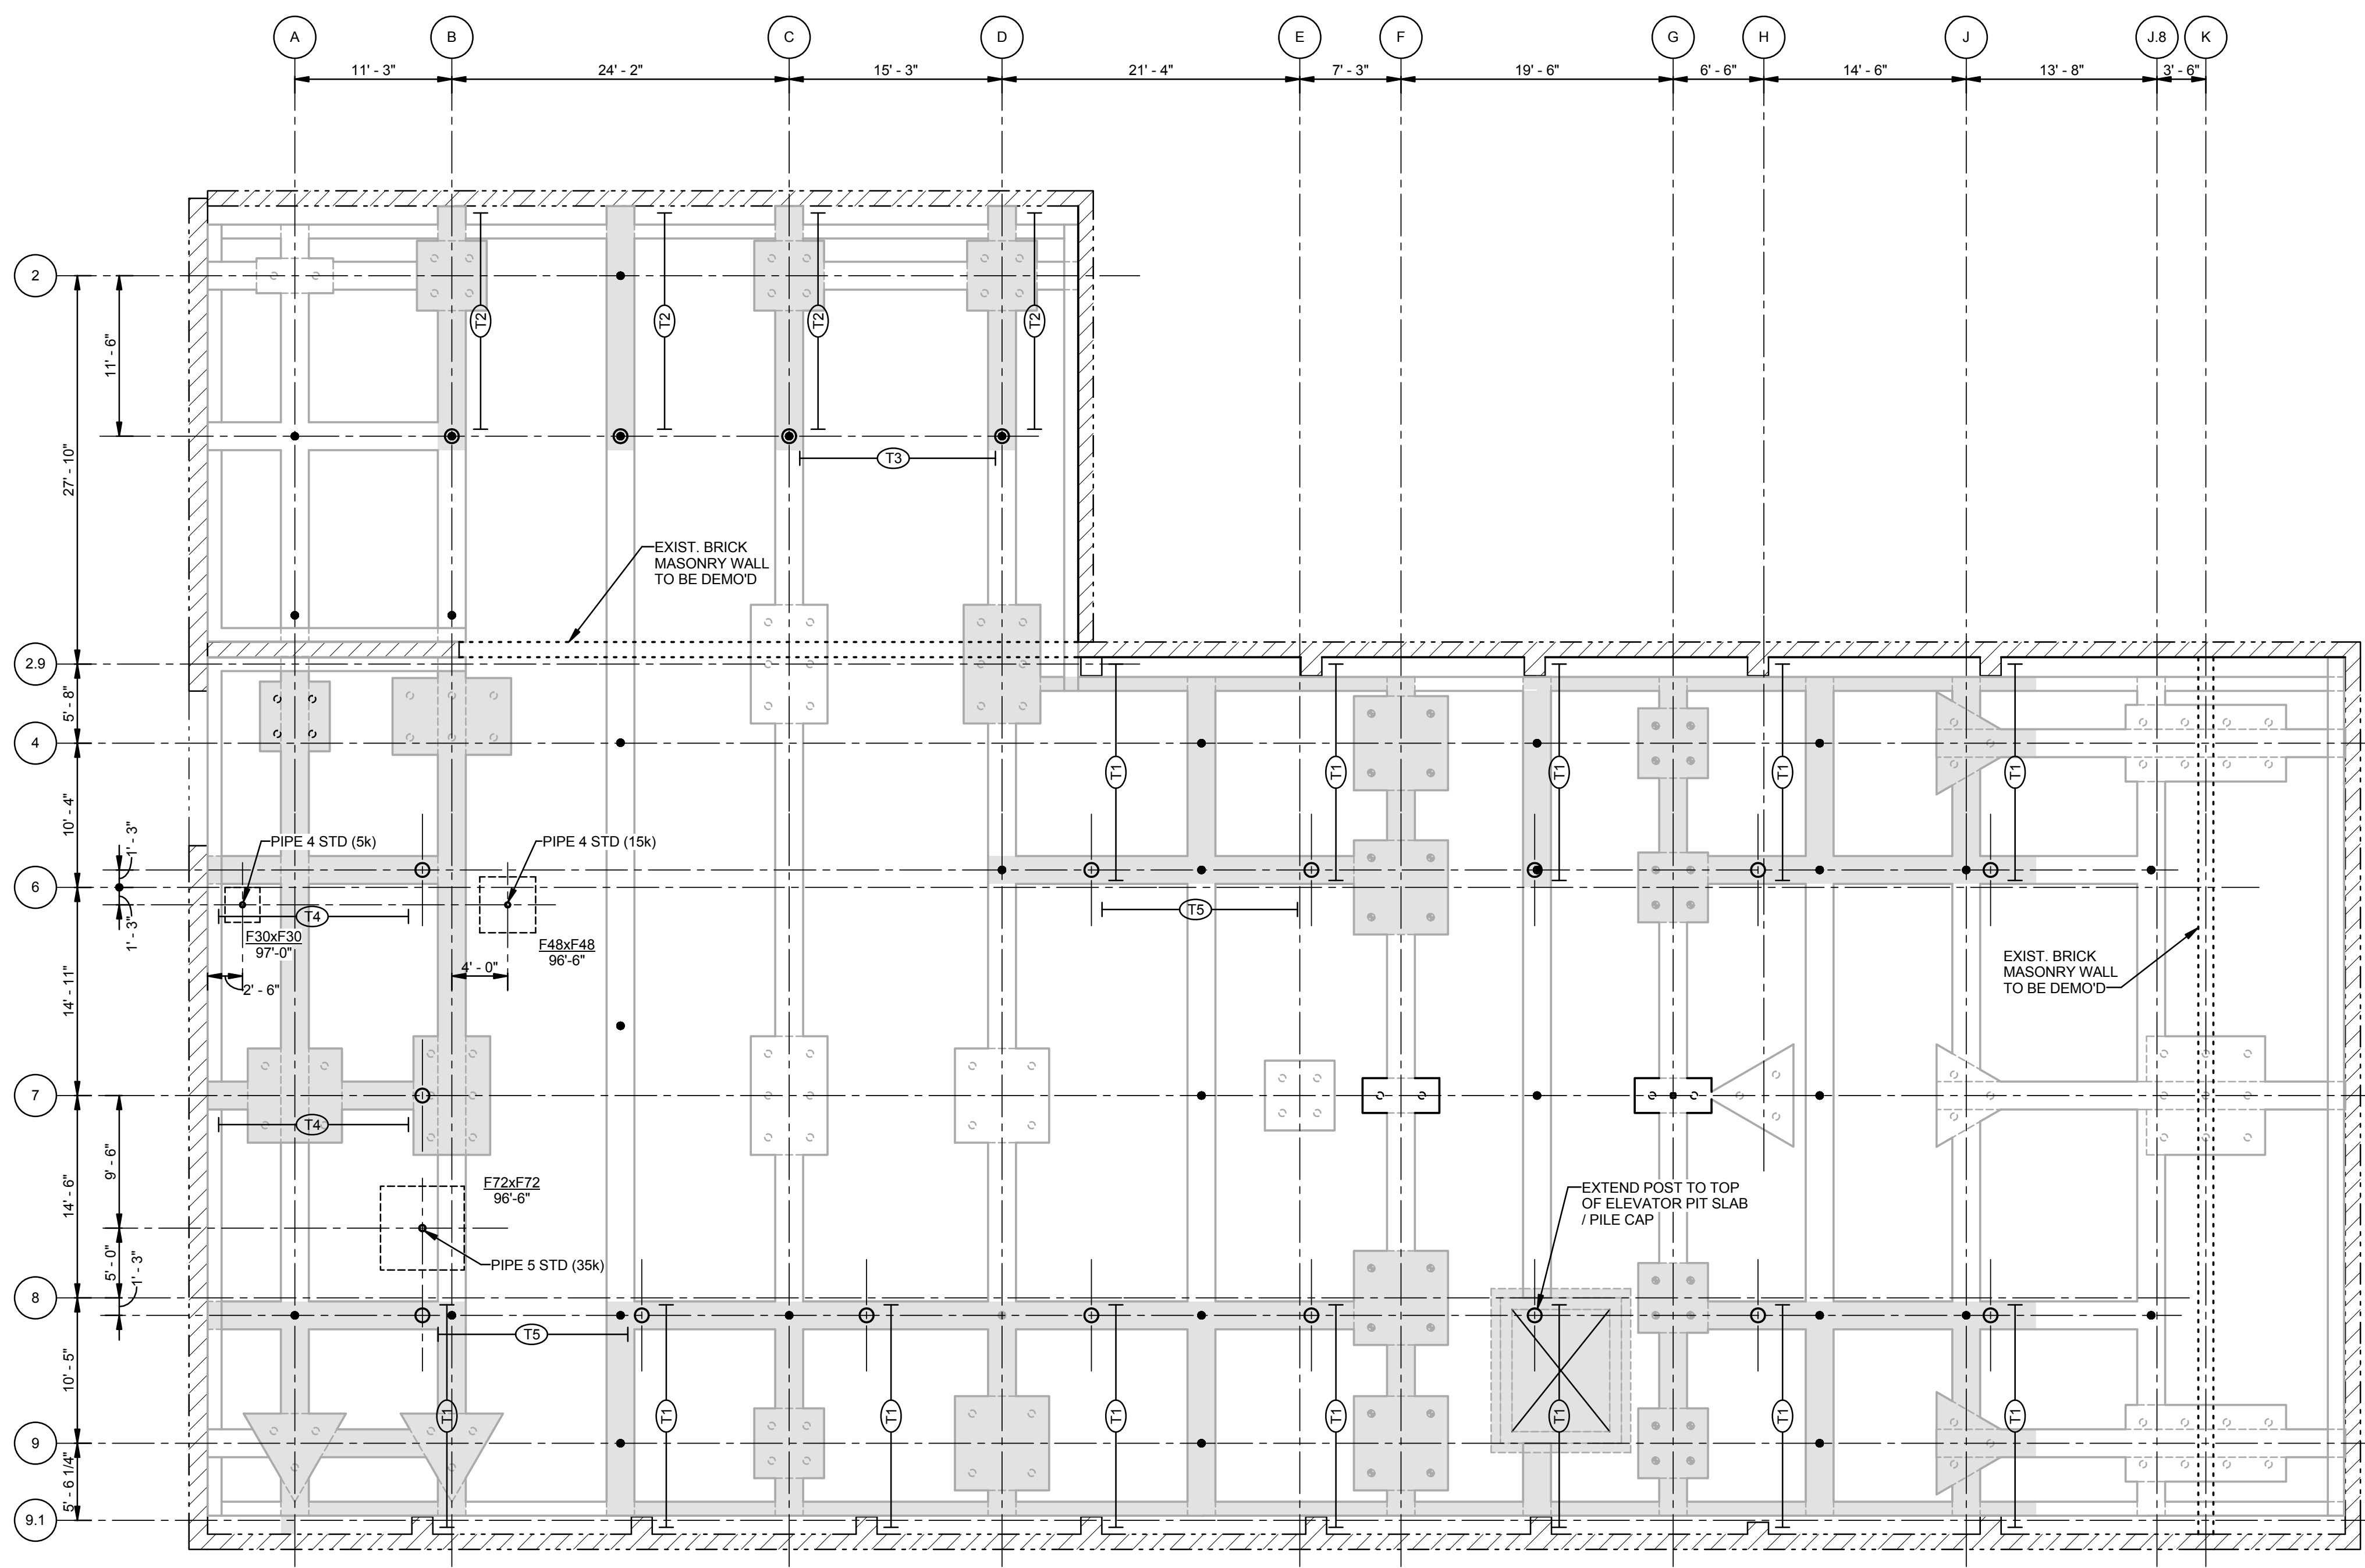 A
B
C
D
E
F
G
H
J
J.8
K
11' - 3"
24' - 2"
15' - 3"
21' - 4"
7' - 3"
19' - 6"
6' - 6"
14' - 6"
13' - 8"
3' - 6"
2
11' - 6"
27' - 10"
T2
T2
T2
T2
T3
EXIST. BRICK
MASONRY WALL
TO BE DEMO'D
2.9
5' - 8"
4
10' - 4"
T1
T1
T1
T1
T1
1' - 3"
PIPE 4 STD (5k)
PIPE 4 STD (15k)
6
1' - 3"
T4
T5
F30xF30
97'-0"
F48xF48
96'-6"
4' - 0"
2' - 6"
EXIST. BRICK
MASONRY WALL
TO BE DEMO'D
14' - 11"
7
T4
9' - 6"
14' - 6"
F72xF72
96'-6"
EXTEND POST TO TOP
OF ELEVATOR PIT SLAB
/ PILE CAP
5' - 0"
1' - 3"
PIPE 5 STD (35k)
8
T5
10' - 5"
T1
T1
T1
T1
T1
T1
T1
T1
9
5' - 6 1/4"
9.1